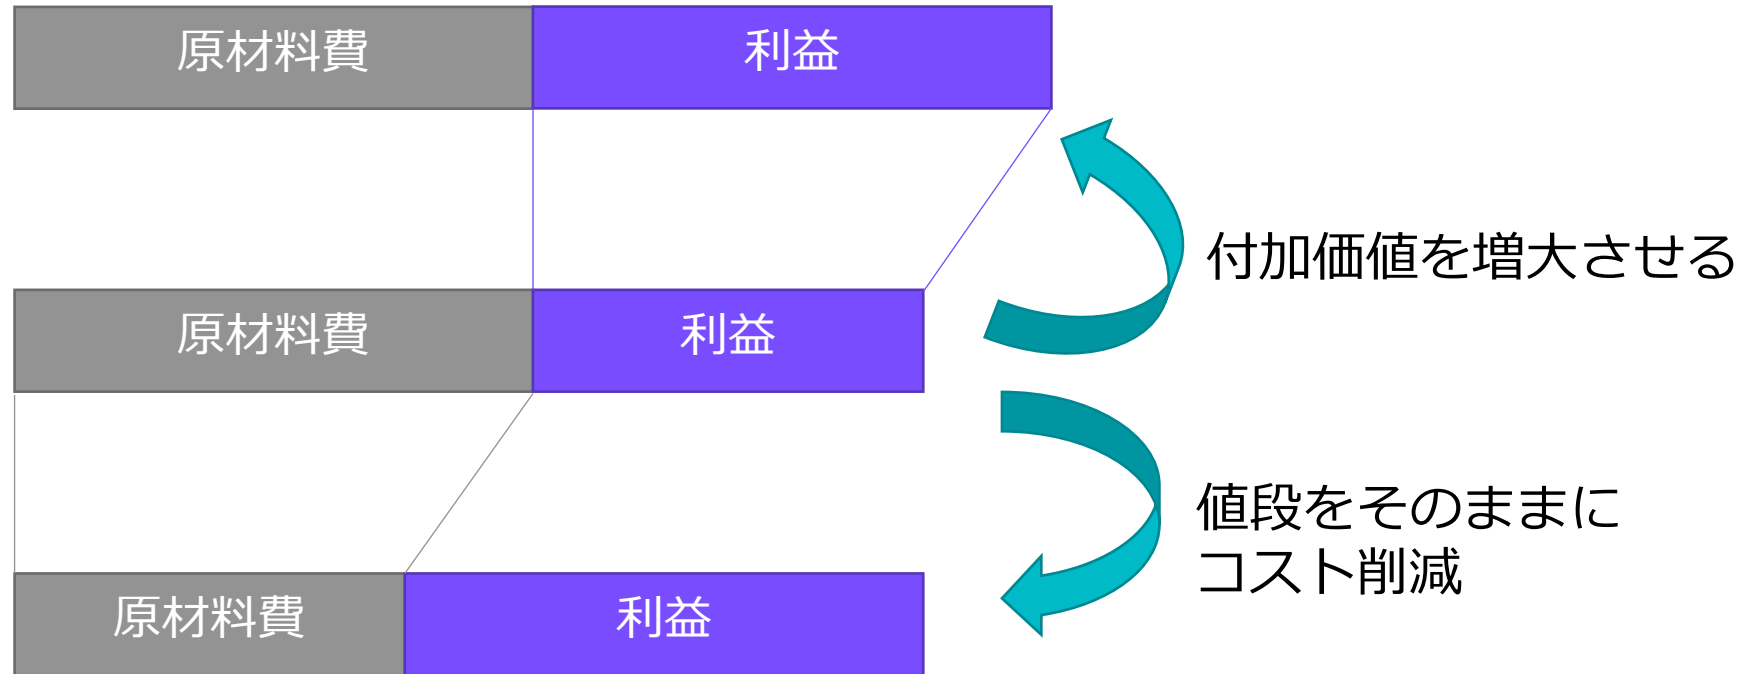 原材料費 利益
付加価値を増大させる
原材料費 利益
値段をそのままに
コスト削減
原材料費 利益